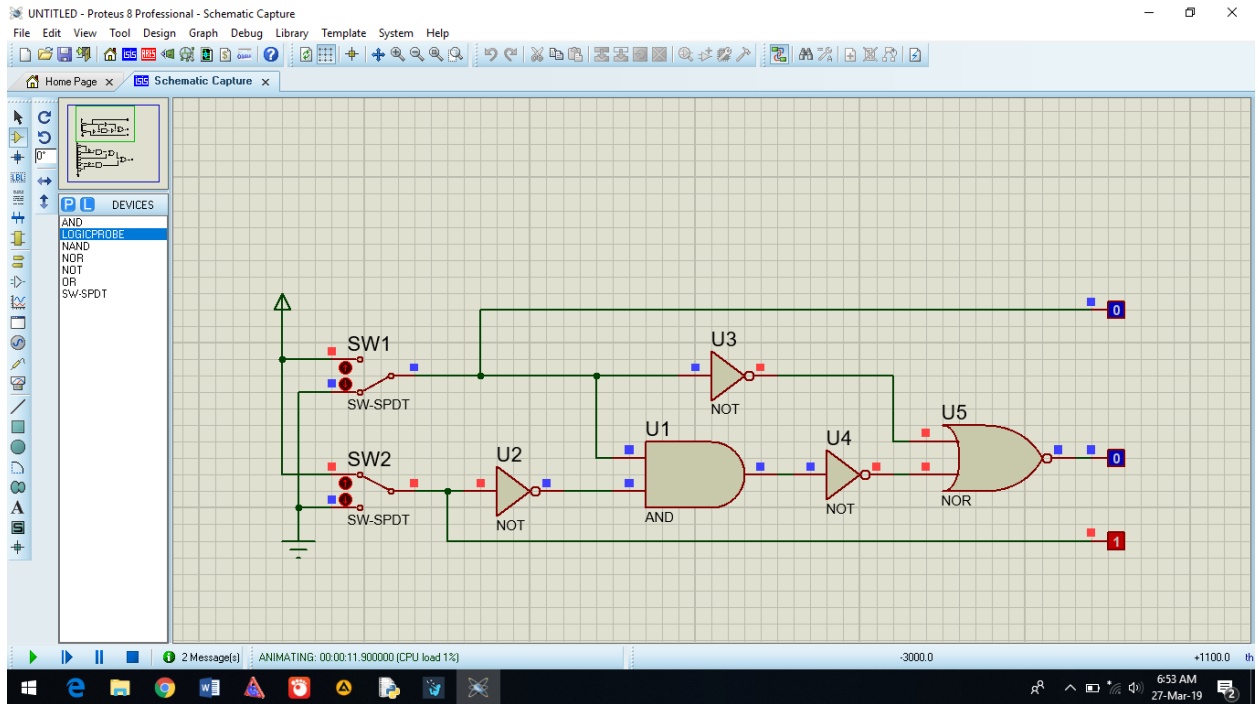 UNTITLED - Proteus 8 Professional - Schematic Capture
File Edit View Tool Design Graph Debug Library Template System Help
Home Page x
Schematic Capture x
0°
P L DEVICES
AND
LOGICPROBE
NAND
NOR
NOT
OR
SW-SPDT
0
SW1
SW-SPDT
U3
NOT
U1
AND
U5
NOR
0
U4
NOT
SW2
SW-SPDT
U2
NOT
1
2 Message(s)
ANIMATING: 00:00:11.900000 (CPU load 1%)
-3000.0
+1100.0 th
6:53 AM
27-Mar-19
2